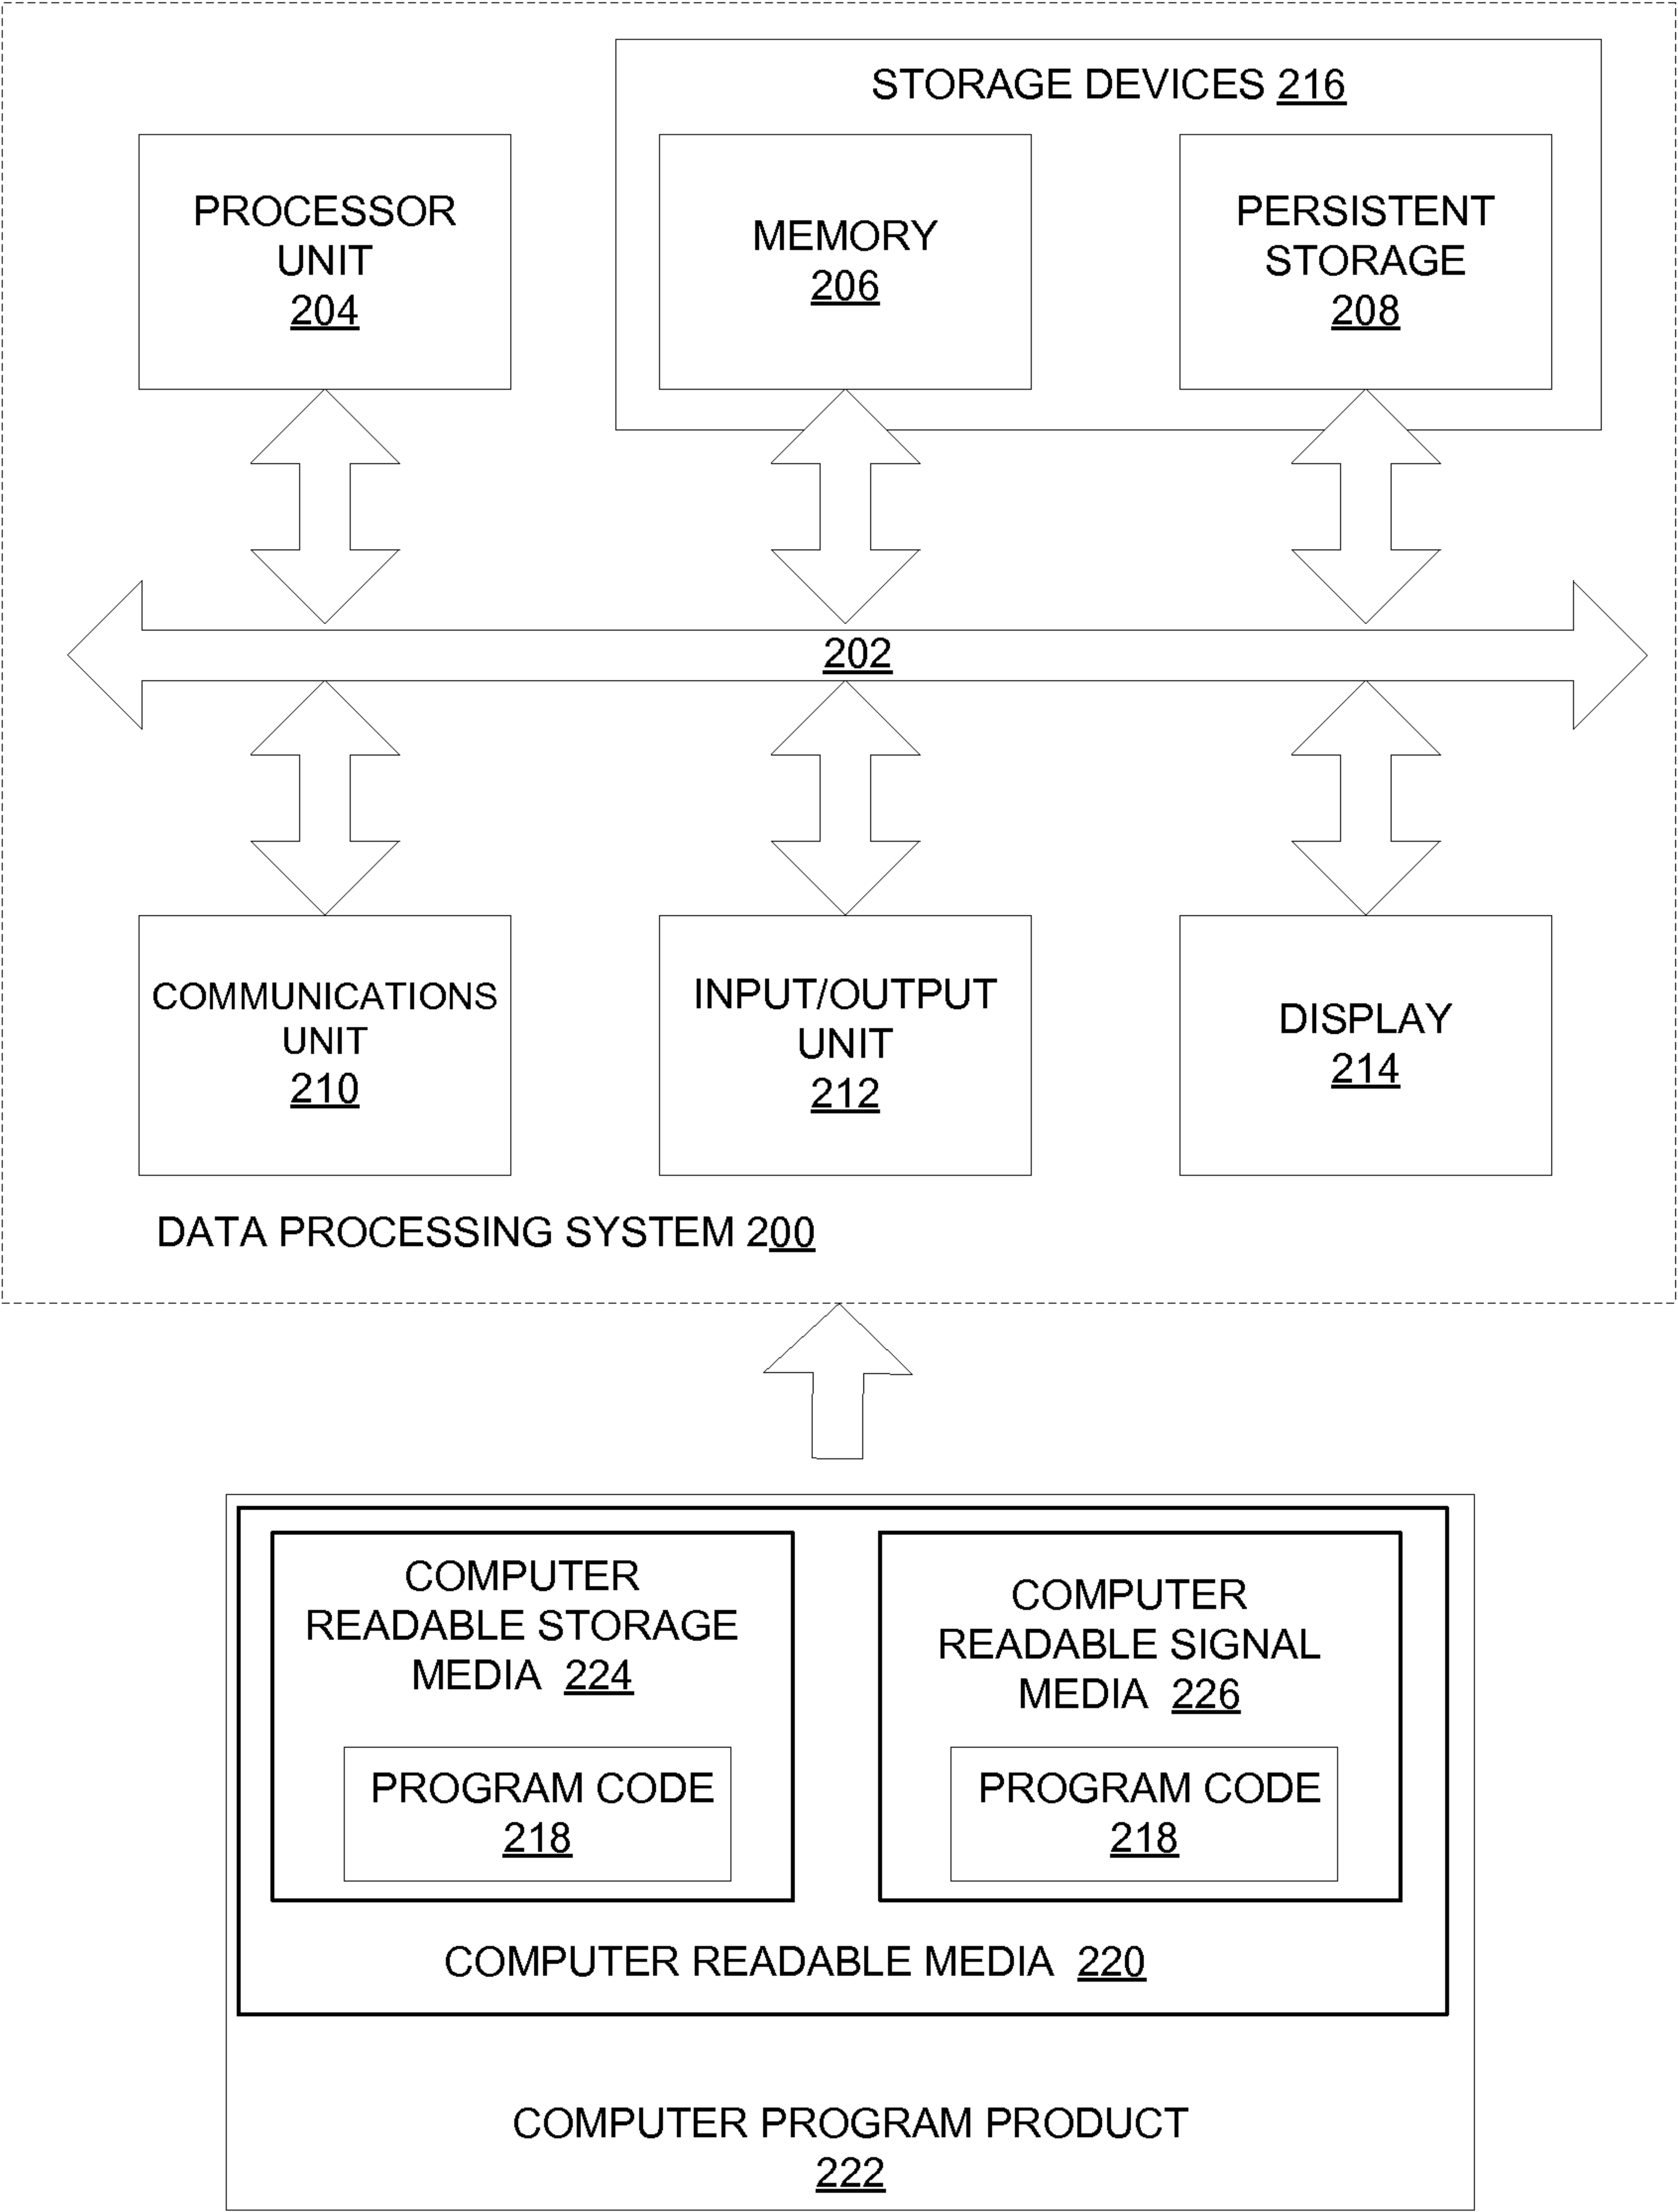 STORAGE DEVICES 216
PROCESSOR
UNIT
204
MEMORY
206
PERSISTENT
STORAGE
208
202
COMMUNICATIONS
UNIT
210
INPUT/OUTPUT
UNIT
212
DISPLAY
214
DATA PROCESSING SYSTEM 200
COMPUTER
READABLE STORAGE
MEDIA 224
PROGRAM CODE
218
COMPUTER
READABLE SIGNAL
MEDIA 226
PROGRAM CODE
218
COMPUTER READABLE MEDIA 220
COMPUTER PROGRAM PRODUCT
222